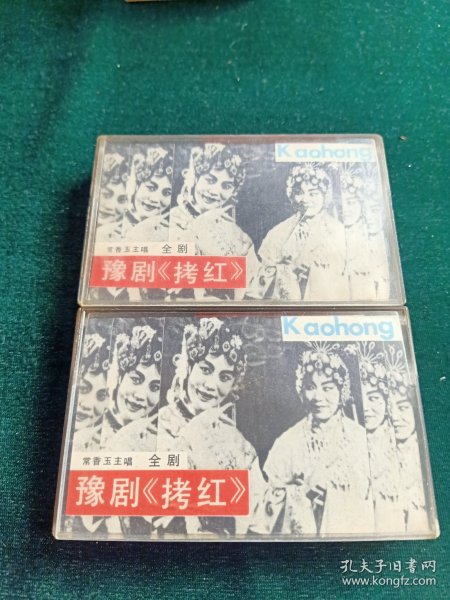 Kaohong
常香玉主唱 全剧
豫剧《拷红》
Kaohong
常香玉主唱 全剧
豫剧《拷红》
孔夫子旧书网
www.kongfz.com